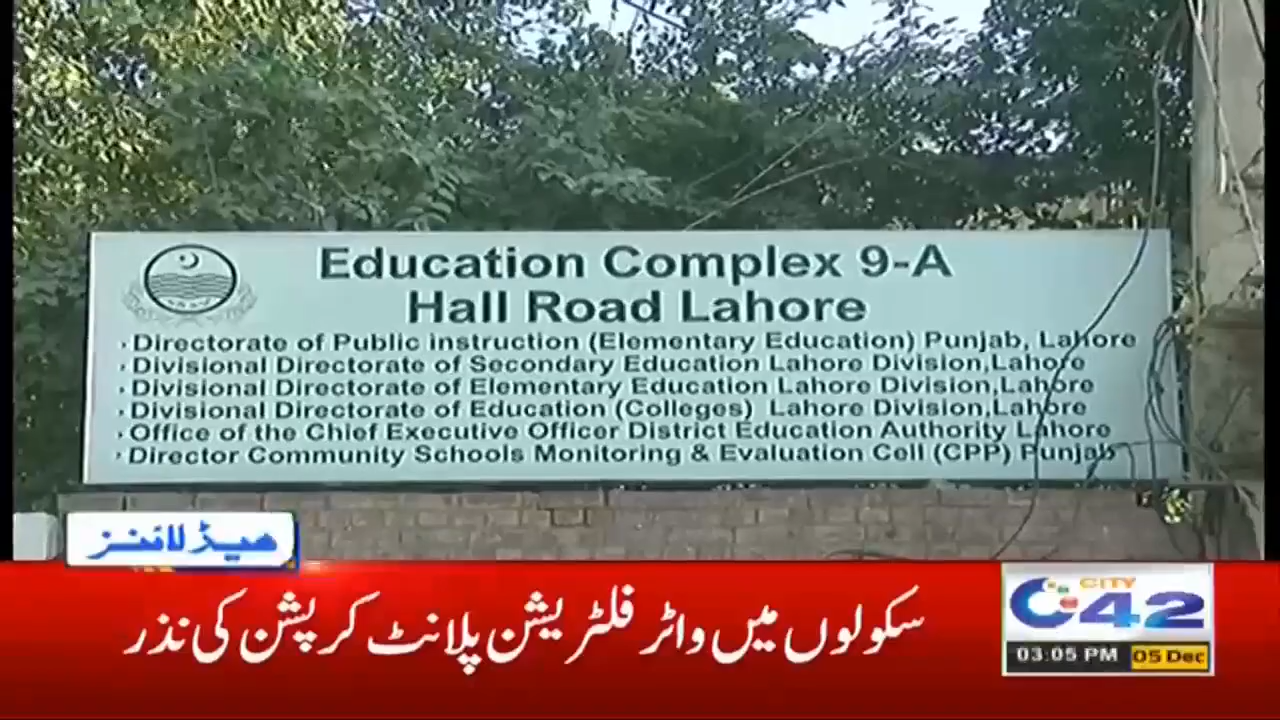 Education Complex 9-A
Hall Road Lahore
Directorate of Public instruction (Elementary Education) Punjab, Lahore
Divisional Directorate of Secondary Education Lahore Division,Lahore
Divisional Directorate of Elementary Education Lahore Division,Lahore
Divisional Directorate of Education (Colleges) Lahore Division,Lahore
Office of the Chief Executive Officer District Education Authority Lahore
Director Community Schools Monitoring & Evaluation Cell (CPP) Punjab
ہیڈ لائنز
سکولوں میں واٹر فلٹریشن پلانٹ کرپشن کی نذر
CITY
42
03:05 PM 05 Dec